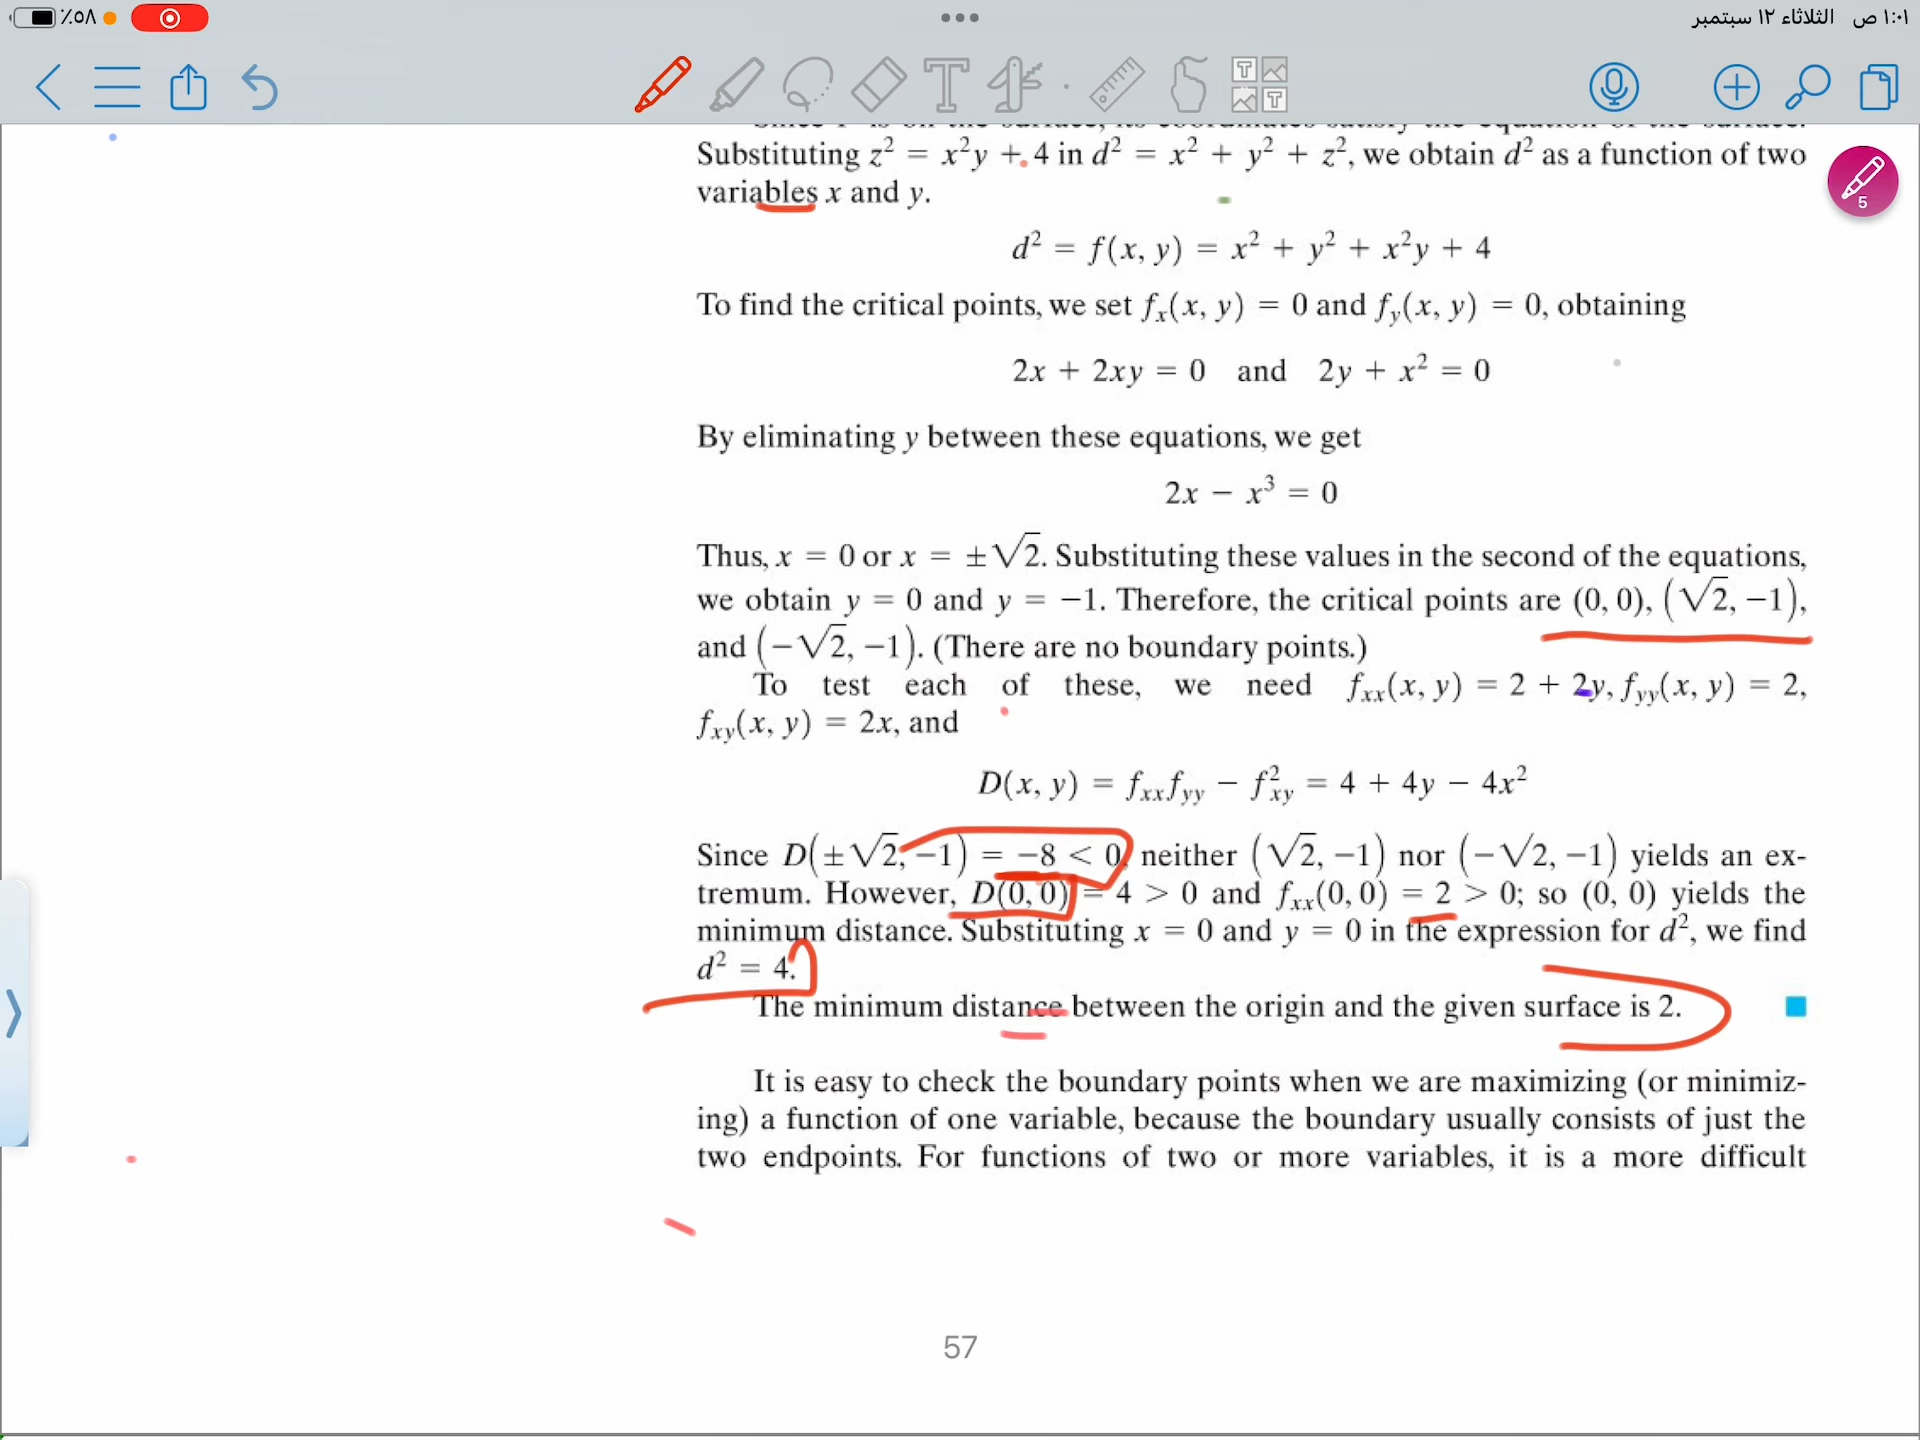 ٪٥٨
١:٠١ ص الثلاثاء ١٢ سبتمبر
5
Substituting z² = x²y + 4 in d² = x² + y² + z², we obtain d² as a function of two
variables x and y.
d² = f(x, y) = x² + y² + x²y + 4
To find the critical points, we set fₓ(x, y) = 0 and f_y(x, y) = 0, obtaining
2x + 2xy = 0 and 2y + x² = 0
By eliminating y between these equations, we get
2x − x³ = 0
Thus, x = 0 or x = ±√2. Substituting these values in the second of the equations,
we obtain y = 0 and y = −1. Therefore, the critical points are (0, 0), (√2, −1),
and (−√2, −1). (There are no boundary points.)
To test each of these, we need f_xx(x, y) = 2 + 2y, f_yy(x, y) = 2,
f_xy(x, y) = 2x, and
D(x, y) = f_xx f_yy − f²_xy = 4 + 4y − 4x²
Since D(±√2, −1) = −8 < 0, neither (√2, −1) nor (−√2, −1) yields an ex-
tremum. However, D(0, 0) = 4 > 0 and f_xx(0, 0) = 2 > 0; so (0, 0) yields the
minimum distance. Substituting x = 0 and y = 0 in the expression for d², we find
d² = 4.
The minimum distance between the origin and the given surface is 2.
It is easy to check the boundary points when we are maximizing (or minimiz-
ing) a function of one variable, because the boundary usually consists of just the
two endpoints. For functions of two or more variables, it is a more difficult
57